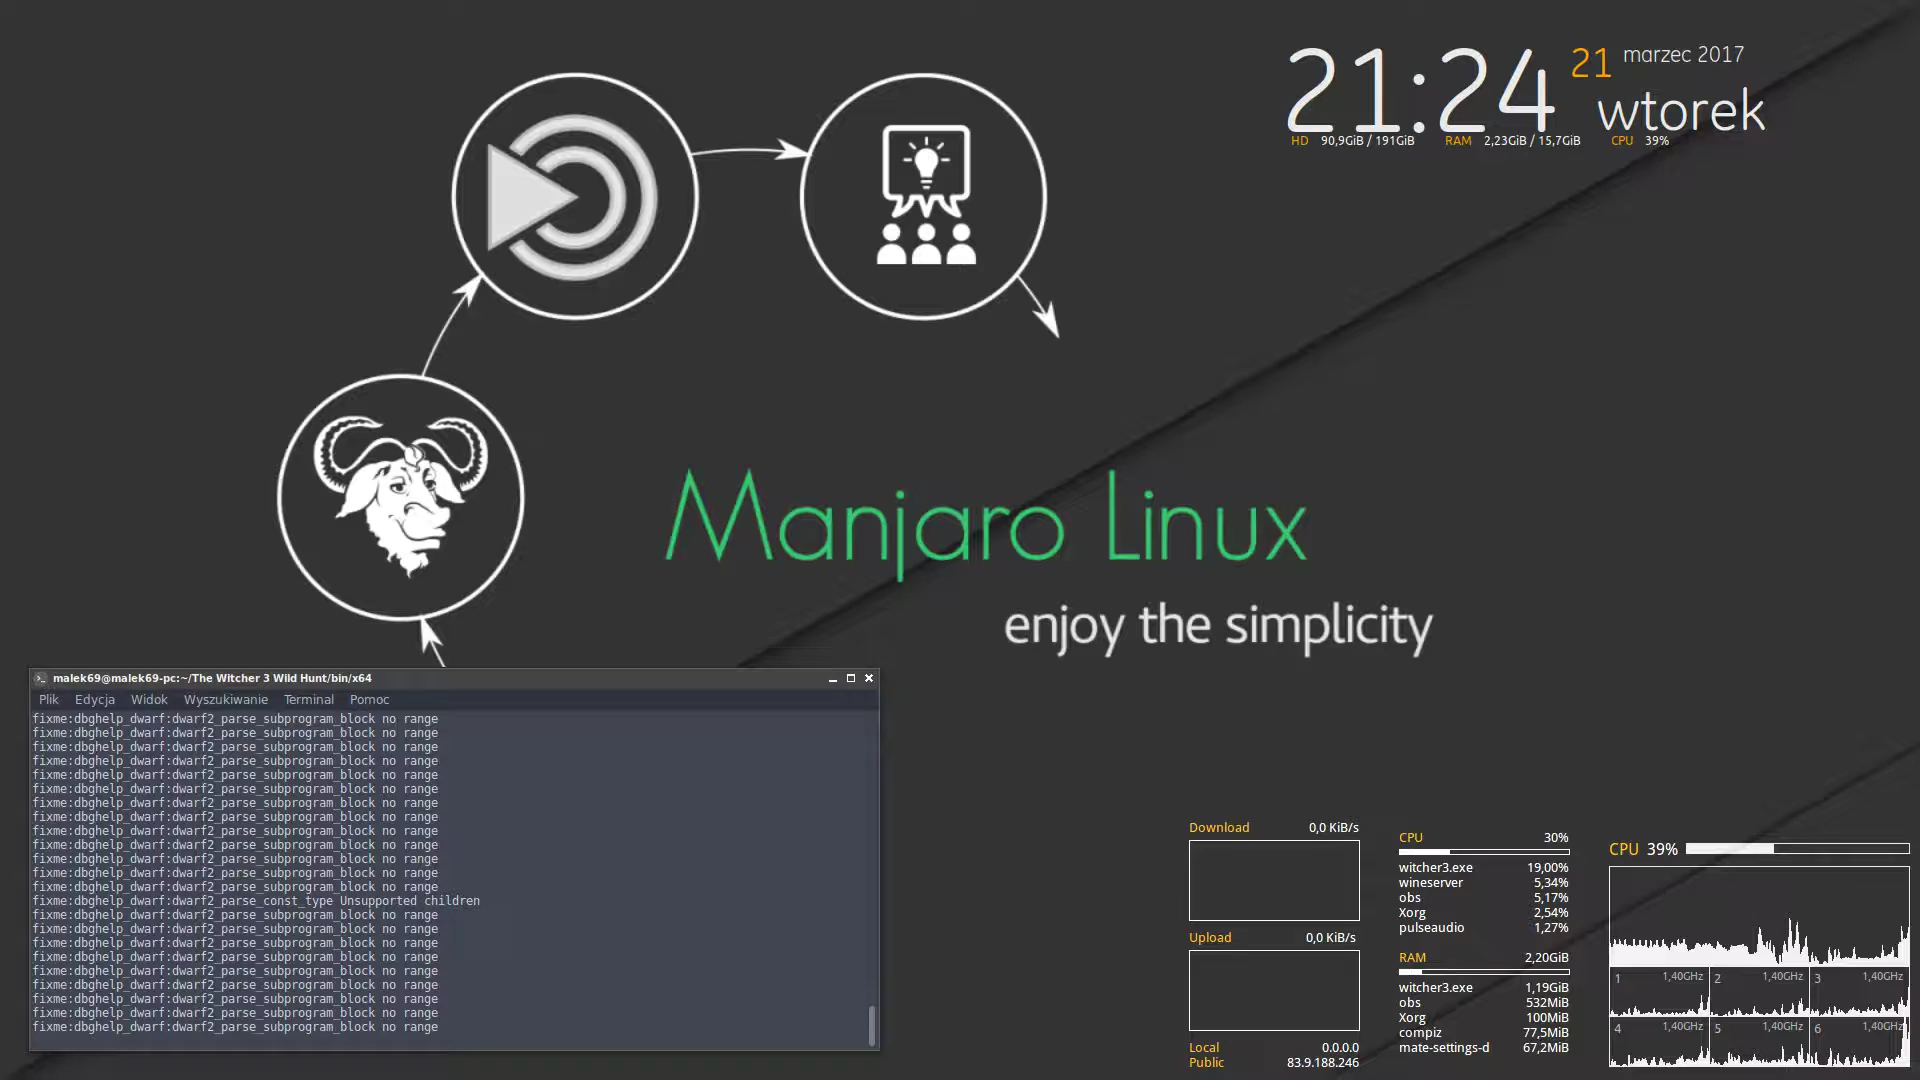 21:24 21 marzec 2017
wtorek
HD 90,9GiB / 191GiB RAM 2,23GiB / 15,7GiB CPU 39%
Manjaro Linux
enjoy the simplicity
malek69@malek69-pc:~/The Witcher 3 Wild Hunt/bin/x64
Plik Edycja Widok Wyszukiwanie Terminal Pomoc
fixme:dbghelp_dwarf:dwarf2_parse_subprogram_block no range
fixme:dbghelp_dwarf:dwarf2_parse_subprogram_block no range
fixme:dbghelp_dwarf:dwarf2_parse_subprogram_block no range
fixme:dbghelp_dwarf:dwarf2_parse_subprogram_block no range
fixme:dbghelp_dwarf:dwarf2_parse_subprogram_block no range
fixme:dbghelp_dwarf:dwarf2_parse_subprogram_block no range
fixme:dbghelp_dwarf:dwarf2_parse_subprogram_block no range
fixme:dbghelp_dwarf:dwarf2_parse_subprogram_block no range
fixme:dbghelp_dwarf:dwarf2_parse_subprogram_block no range
fixme:dbghelp_dwarf:dwarf2_parse_subprogram_block no range
fixme:dbghelp_dwarf:dwarf2_parse_subprogram_block no range
fixme:dbghelp_dwarf:dwarf2_parse_subprogram_block no range
fixme:dbghelp_dwarf:dwarf2_parse_subprogram_block no range
fixme:dbghelp_dwarf:dwarf2_parse_const_type Unsupported children
fixme:dbghelp_dwarf:dwarf2_parse_subprogram_block no range
fixme:dbghelp_dwarf:dwarf2_parse_subprogram_block no range
fixme:dbghelp_dwarf:dwarf2_parse_subprogram_block no range
fixme:dbghelp_dwarf:dwarf2_parse_subprogram_block no range
fixme:dbghelp_dwarf:dwarf2_parse_subprogram_block no range
fixme:dbghelp_dwarf:dwarf2_parse_subprogram_block no range
fixme:dbghelp_dwarf:dwarf2_parse_subprogram_block no range
fixme:dbghelp_dwarf:dwarf2_parse_subprogram_block no range
fixme:dbghelp_dwarf:dwarf2_parse_subprogram_block no range
Download 0,0 KiB/s
Upload 0,0 KiB/s
Local 0.0.0.0
Public 83.9.188.246
CPU 30%
witcher3.exe 19,00%
wineserver 5,34%
obs 5,17%
Xorg 2,54%
pulseaudio 1,27%
RAM 2,20GiB
witcher3.exe 1,19GiB
obs 532MiB
Xorg 100MiB
compiz 77,5MiB
mate-settings-d 67,2MiB
CPU 39%
1 1,40GHz 2 1,40GHz 3 1,40GHz
4 1,40GHz 5 1,40GHz 6 1,40GHz